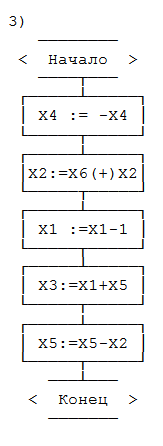 3)
< Начало >
X4 := -X4
X2:=X6(+)X2
X1 :=X1-1
X3:=X1+X5
X5:=X5-X2
< Конец >